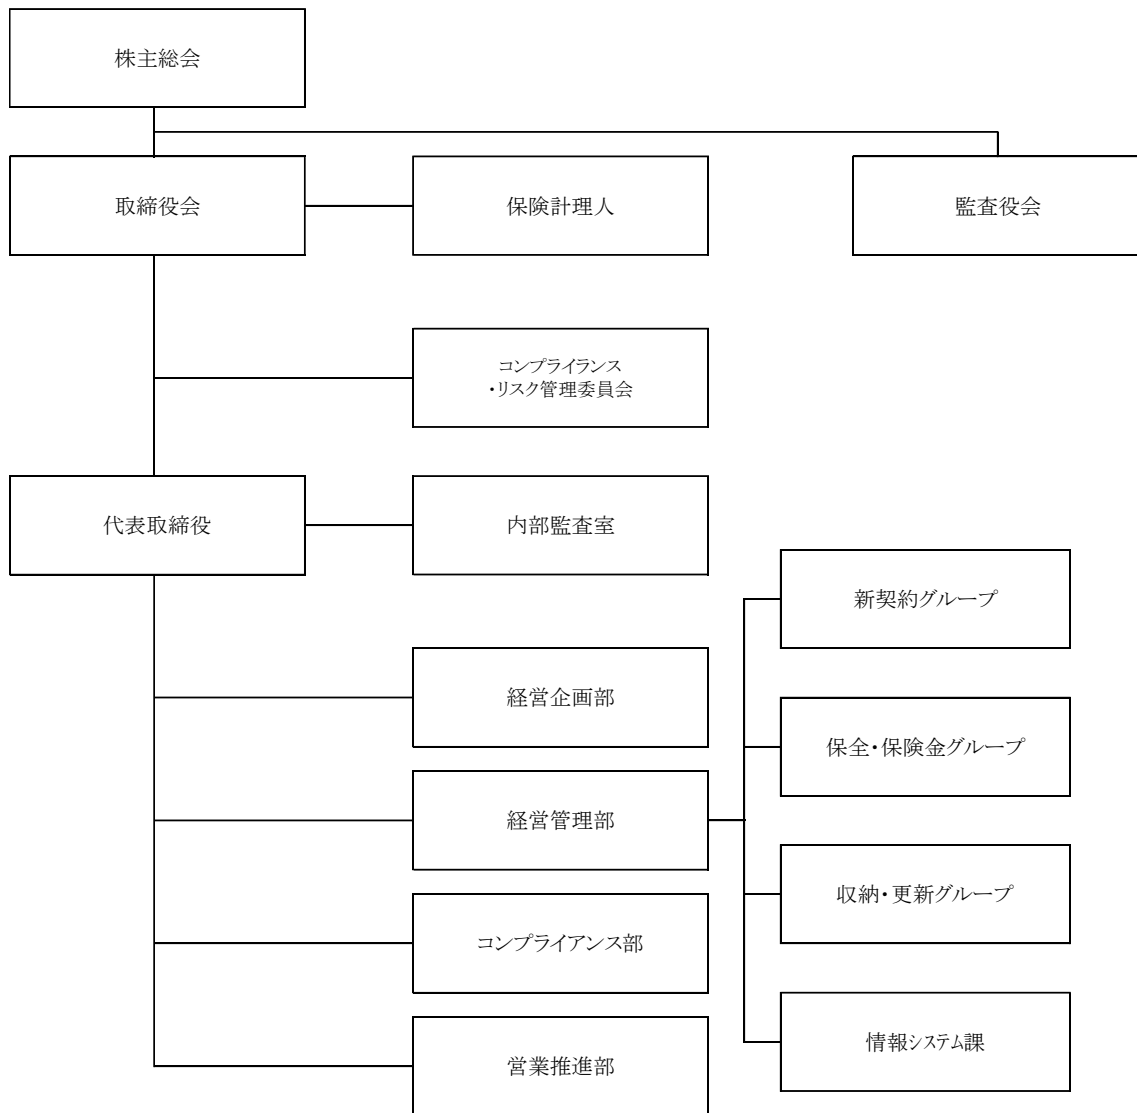 株主総会
取締役会
保険計理人
監査役会
コンプライランス
・リスク管理委員会
代表取締役
内部監査室
新契約グループ
経営企画部
保全・保険金グループ
経営管理部
収納・更新グループ
コンプライアンス部
情報システム課
営業推進部